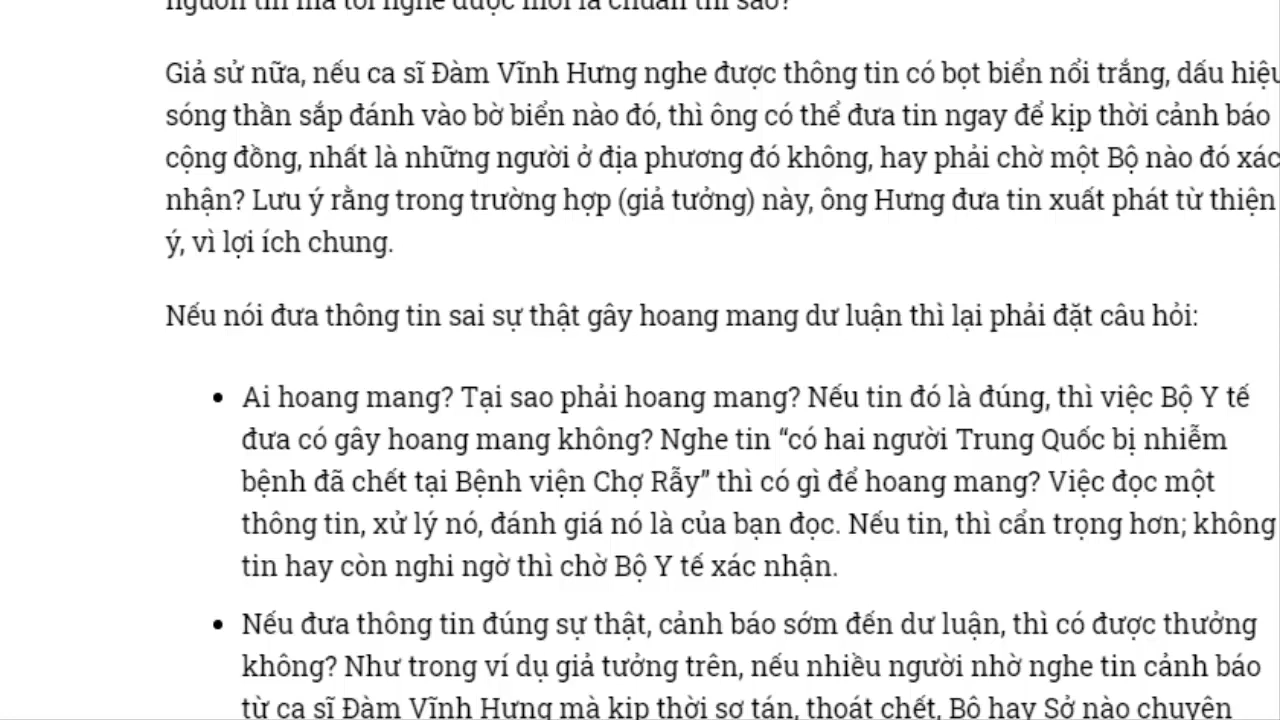 nguồn thì mà tôi nghe được mới là chuẩn thì sao?
Giả sử nữa, nếu ca sĩ Đàm Vĩnh Hưng nghe được thông tin có bọt biển nổi trắng, dấu hiệu
sóng thần sắp đánh vào bờ biển nào đó, thì ông có thể đưa tin ngay để kịp thời cảnh báo
cộng đồng, nhất là những người ở địa phương đó không, hay phải chờ một Bộ nào đó xác
nhận? Lưu ý rằng trong trường hợp (giả tưởng) này, ông Hưng đưa tin xuất phát từ thiện
ý, vì lợi ích chung.
Nếu nói đưa thông tin sai sự thật gây hoang mang dư luận thì lại phải đặt câu hỏi:
• Ai hoang mang? Tại sao phải hoang mang? Nếu tin đó là đúng, thì việc Bộ Y tế
đưa có gây hoang mang không? Nghe tin “có hai người Trung Quốc bị nhiễm
bệnh đã chết tại Bệnh viện Chợ Rẫy” thì có gì để hoang mang? Việc đọc một
thông tin, xử lý nó, đánh giá nó là của bạn đọc. Nếu tin, thì cẩn trọng hơn; không
tin hay còn nghi ngờ thì chờ Bộ Y tế xác nhận.
• Nếu đưa thông tin đúng sự thật, cảnh báo sớm đến dư luận, thì có được thưởng
không? Như trong ví dụ giả tưởng trên, nếu nhiều người nhờ nghe tin cảnh báo
từ ca sĩ Đàm Vĩnh Hưng mà kịp thời sơ tán, thoát chết, Bộ hay Sở nào chuyên